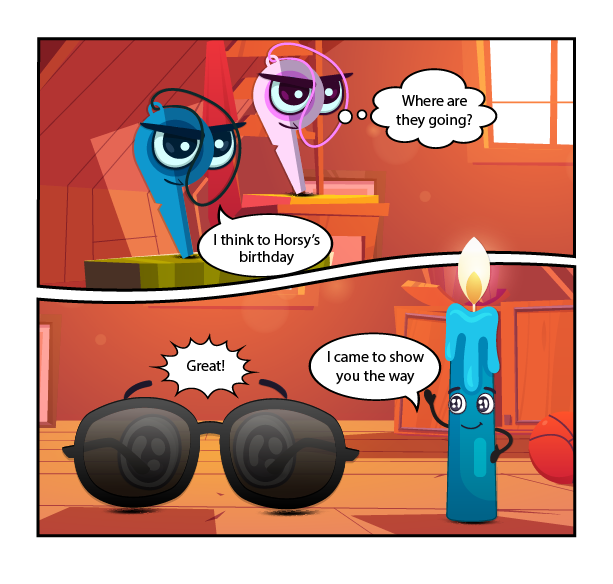 Where are
they going?
I think to Horsy's
birthday
Great!
I came to show
you the way